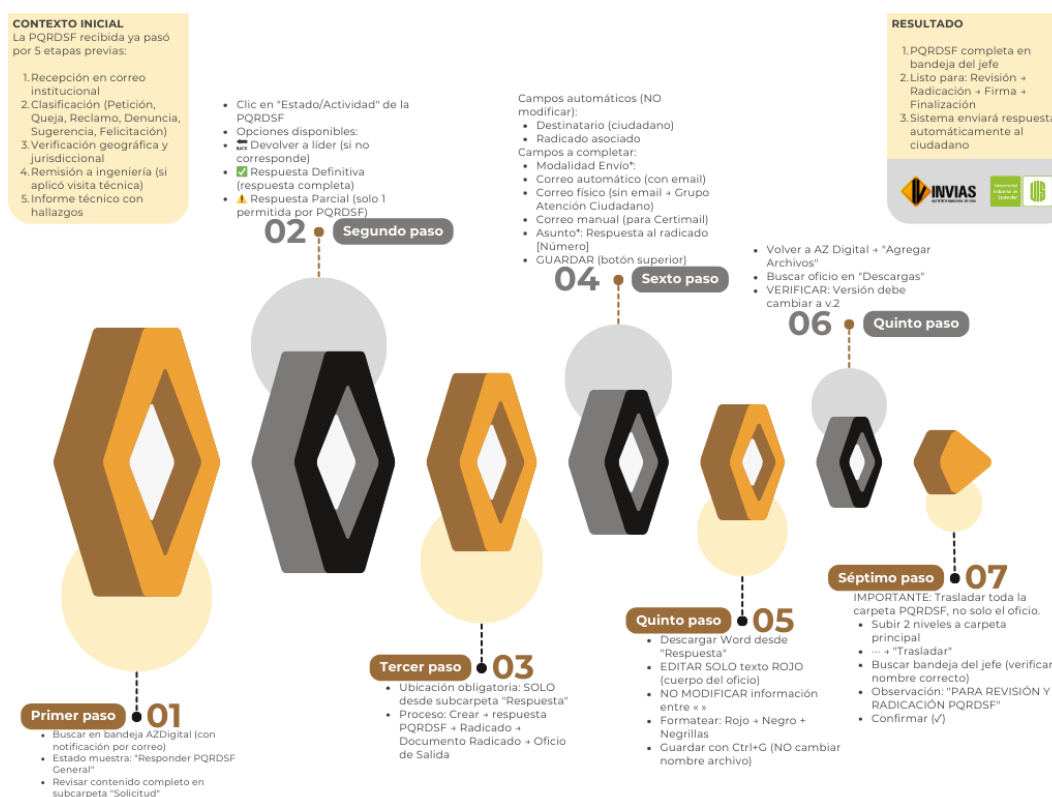 CONTEXTO INICIAL
La PQRDSF recibida ya pasó
por 5 etapas previas:
1. Recepción en correo
institucional
2. Clasificación (Petición,
Queja, Reclamo, Denuncia,
Sugerencia, Felicitación)
3. Verificación geográfica y
jurisdiccional
4. Remisión a ingeniería (si
aplicó visita técnica)
5. Informe técnico con
hallazgos
• Clic en "Estado/Actividad" de la
PQRDSF
• Opciones disponibles:
• 🔙 Devolver a líder (si no
corresponde)
• ✅ Respuesta Definitiva
(respuesta completa)
• ⚠️ Respuesta Parcial (solo 1
permitida por PQRDSF)
02 Segundo paso
Campos automáticos (NO
modificar):
• Destinatario (ciudadano)
• Radicado asociado
Campos a completar:
• Modalidad Envío*:
• Correo automático (con email)
• Correo físico (sin email → Grupo
Atención Ciudadano)
• Correo manual (para Certimail)
• Asunto*: Respuesta al radicado
[Número]
• GUARDAR (botón superior)
04 Sexto paso
RESULTADO
1. PQRDSF completa en
bandeja del jefe
2. Listo para: Revisión →
Radicación → Firma →
Finalización
3. Sistema enviará respuesta
automáticamente al
ciudadano
INVIAS
Universidad
Industrial de
Santander
UIS
• Volver a AZ Digital → "Agregar
Archivos"
• Buscar oficio en "Descargas"
• VERIFICAR: Versión debe
cambiar a v.2
06 Quinto paso
Primer paso 01
• Buscar en bandeja AZDigital (con
notificación por correo)
• Estado muestra: "Responder PQRDSF
General"
• Revisar contenido completo en
subcarpeta "Solicitud"
Tercer paso 03
• Ubicación obligatoria: SOLO
desde subcarpeta "Respuesta"
• Proceso: Crear → respuesta
PQRDSF → Radicado →
Documento Radicado → Oficio
de Salida
Quinto paso 05
• Descargar Word desde
"Respuesta"
• EDITAR SOLO texto ROJO
(cuerpo del oficio)
• NO MODIFICAR información
entre « »
• Formatear: Rojo → Negro +
Negrillas
• Guardar con Ctrl+G (NO cambiar
nombre archivo)
Séptimo paso 07
IMPORTANTE: Trasladar toda la
carpeta PQRDSF, no solo el oficio.
• Subir 2 niveles a carpeta
principal
• ··· → "Trasladar"
• Buscar bandeja del jefe (verificar
nombre correcto)
• Observación: "PARA REVISIÓN Y
RADICACIÓN PQRDSF"
• Confirmar (√)